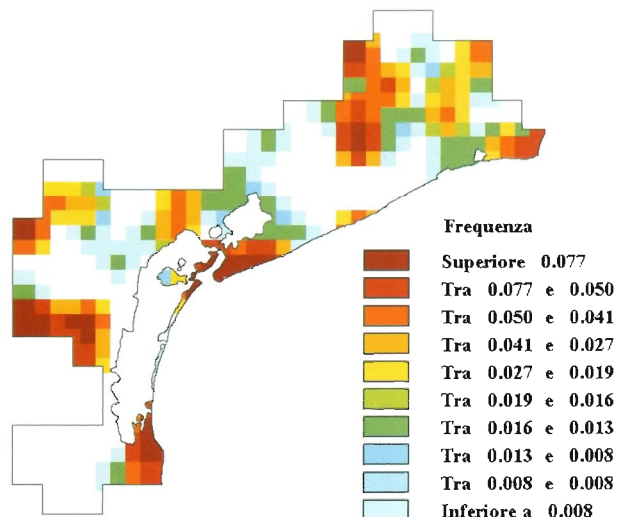 Frequenza
Superiore 0.077
Tra 0.077 e 0.050
Tra 0.050 e 0.041
Tra 0.041 e 0.027
Tra 0.027 e 0.019
Tra 0.019 e 0.016
Tra 0.016 e 0.013
Tra 0.013 e 0.008
Tra 0.008 e 0.008
Inferiore a 0.008